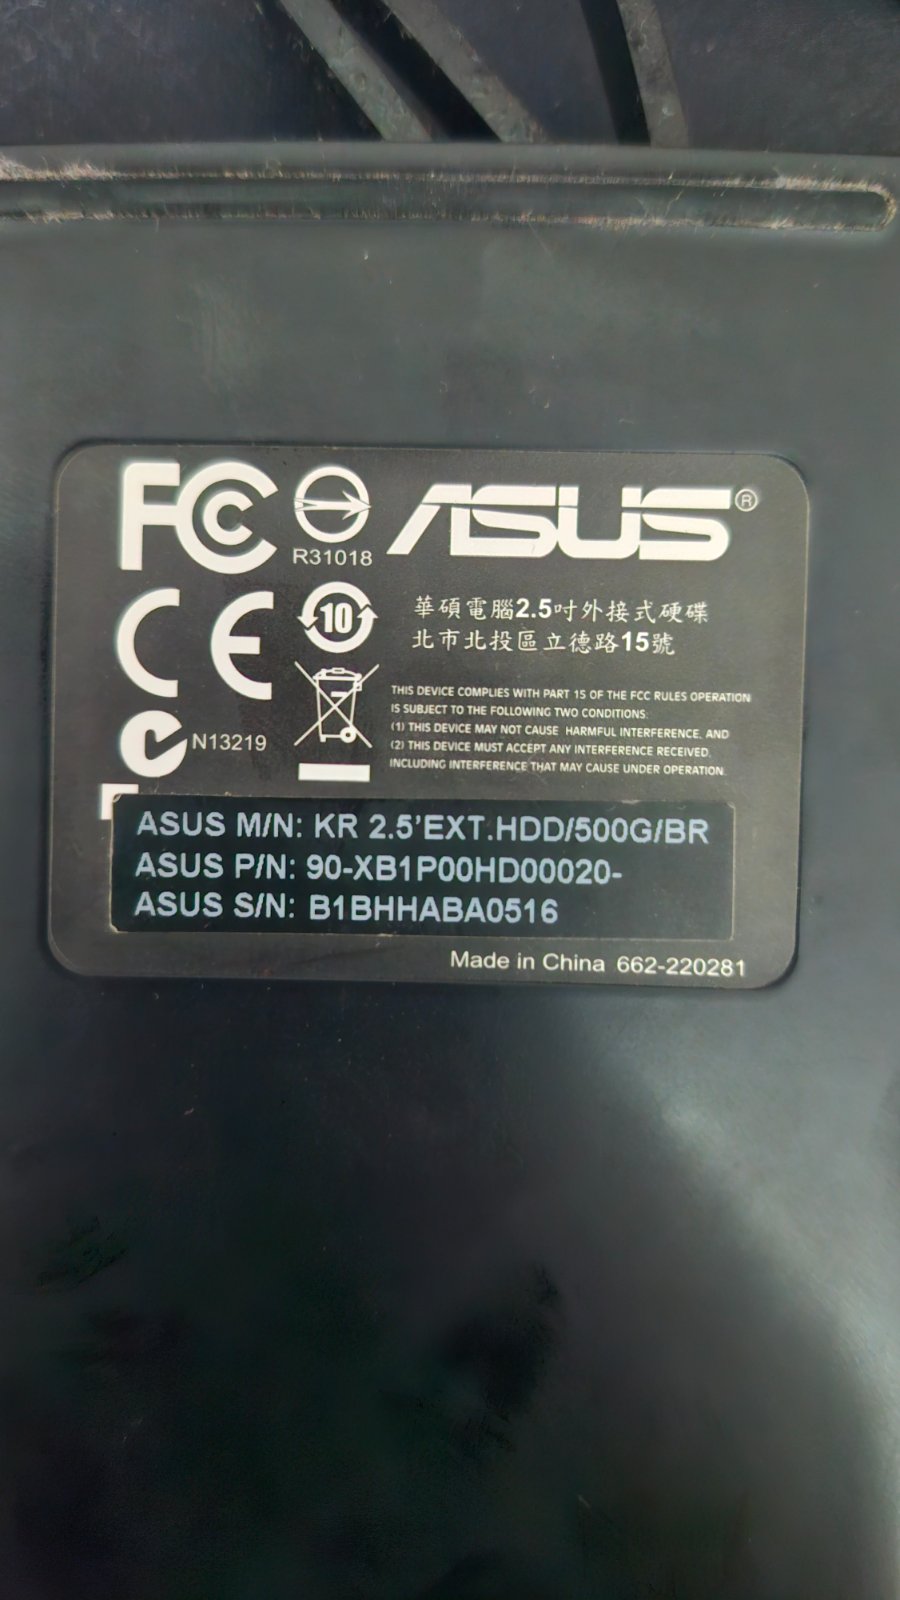 FCC
R31018
ASUS®
CE
10
華碩電腦2.5吋外接式硬碟
北市北投區立德路15號
N13219
THIS DEVICE COMPLIES WITH PART 15 OF THE FCC RULES OPERATION
IS SUBJECT TO THE FOLLOWING TWO CONDITIONS:
(1) THIS DEVICE MAY NOT CAUSE HARMFUL INTERFERENCE, AND
(2) THIS DEVICE MUST ACCEPT ANY INTERFERENCE RECEIVED,
INCLUDING INTERFERENCE THAT MAY CAUSE UNDER OPERATION.
ASUS M/N: KR 2.5'EXT.HDD/500G/BR
ASUS P/N: 90-XB1P00HD00020-
ASUS S/N: B1BHHABA0516
Made in China 662-220281